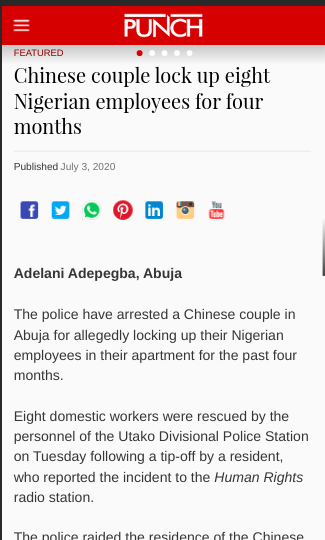 PUNCH
FEATURED
Chinese couple lock up eight
Nigerian employees for four
months
Published July 3, 2020
You
Tube
Adelani Adepegba, Abuja
The police have arrested a Chinese couple in
Abuja for allegedly locking up their Nigerian
employees in their apartment for the past four
months.
Eight domestic workers were rescued by the
personnel of the Utako Divisional Police Station
on Tuesday following a tip-off by a resident,
who reported the incident to the Human Rights
radio station.
The police raided the residence of the Chinese